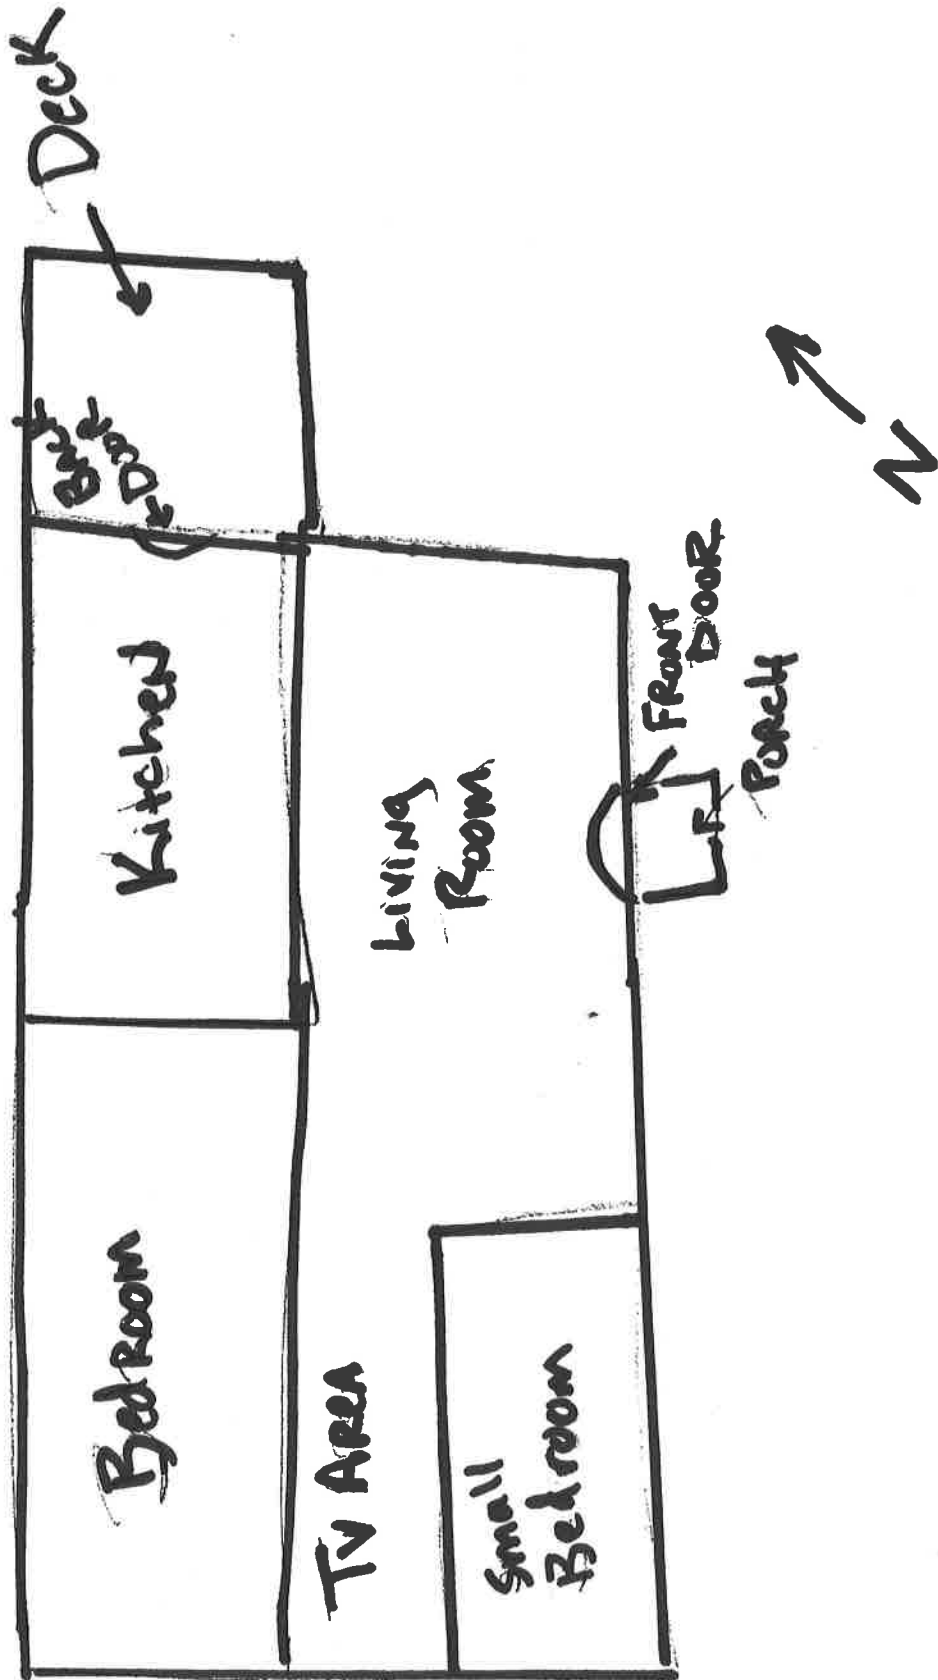 Bedroom
Kitchen
BACK
DOOR
Deck
TV AREA
LIVING
ROOM
Small
Bedroom
FRONT
DOOR
PORCH
N